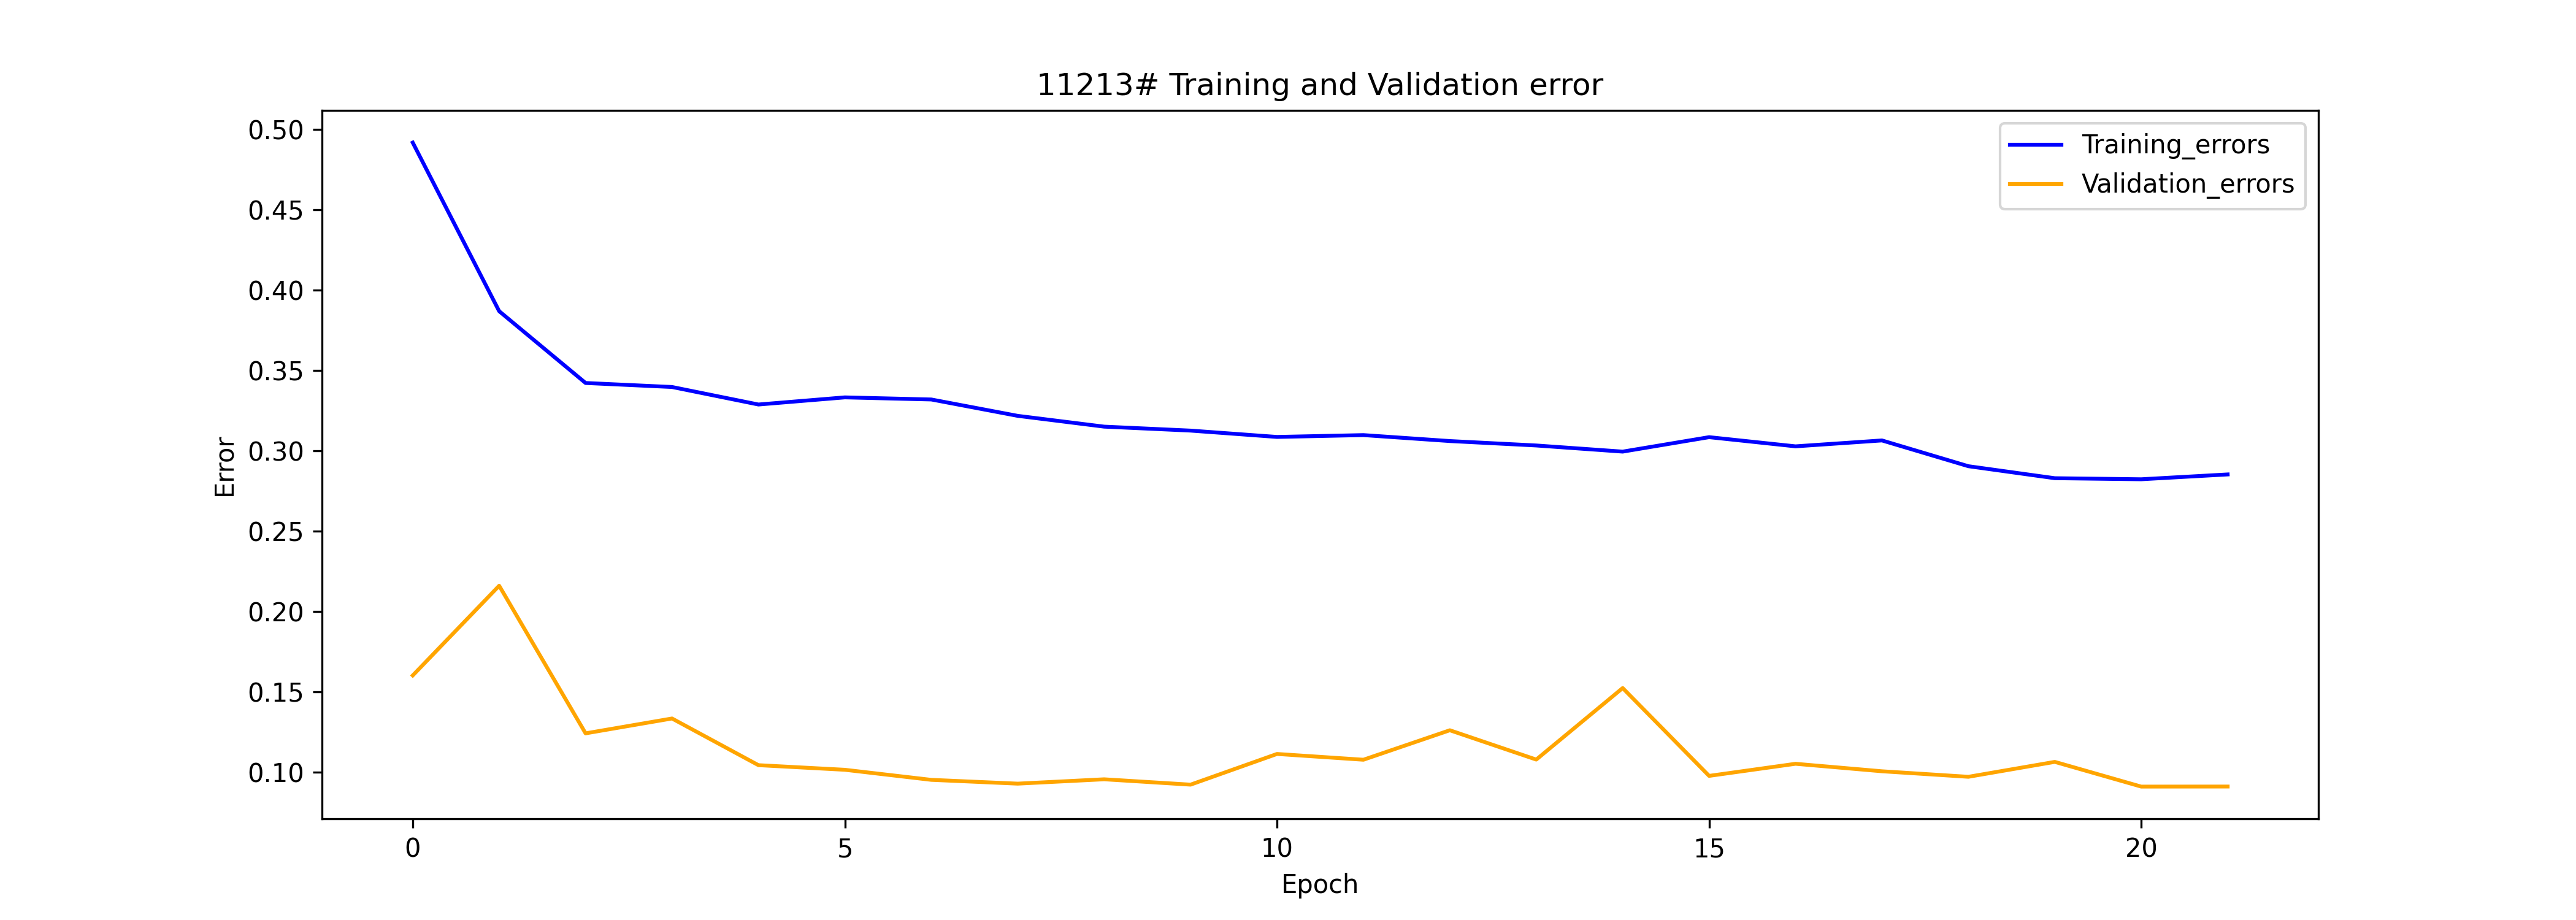 11213# Training and Validation error
Training_errors
Validation_errors
Error
0.50
0.45
0.40
0.35
0.30
0.25
0.20
0.15
0.10
0 5 10 15 20
Epoch